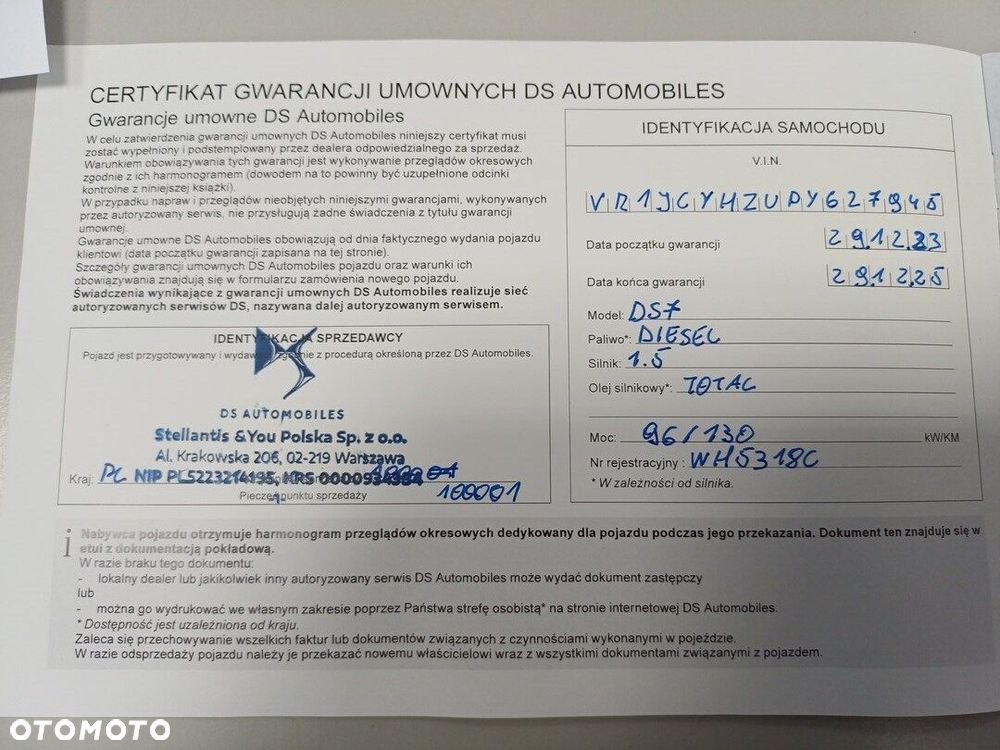 CERTYFIKAT GWARANCJI UMOWNYCH DS AUTOMOBILES
Gwarancje umowne DS Automobiles
W celu zatwierdzenia gwarancji umownych DS Automobiles niniejszy certyfikat musi
zostać wypełniony i podstemplowany przez dealera odpowiedzialnego za sprzedaż.
Warunkiem obowiązywania tych gwarancji jest wykonywanie przeglądów okresowych
zgodnie z ich harmonogramem (dowodem na to powinny być uzupełnione odcinki
kontrolne z niniejszej książki).
W przypadku napraw i przeglądów nieobjętych niniejszymi gwarancjami, wykonywanych
przez autoryzowany serwis, nie przysługują żadne świadczenia z tytułu gwarancji
umownej.
Gwarancje umowne DS Automobiles obowiązują od dnia faktycznego wydania pojazdu
klientowi (data początku gwarancji zapisana na tej stronie).
Szczegóły gwarancji umownych DS Automobiles pojazdu oraz warunki ich
obowiązywania znajdują się w formularzu zamówienia nowego pojazdu.
Świadczenia wynikające z gwarancji umownych DS Automobiles realizuje sieć
autoryzowanych serwisów DS, nazywana dalej autoryzowanym serwisem.
IDENTYFIKACJA SPRZEDAWCY
Pojazd jest przygotowywany i wydawany zgodnie z procedurą określoną przez DS Automobiles.
DS AUTOMOBILES
Stellantis &You Polska Sp. z o.o.
Al. Krakowska 206, 02-219 Warszawa
Kraj: PL NIP PL5223214195, KRS 0000934394
100001
Pieczęć punktu sprzedaży
IDENTYFIKACJA SAMOCHODU
V.I.N.
VR1JCYHZUPY627945
Data początku gwarancji 29.12.23
Data końca gwarancji 29.12.25
Model: DS7
Paliwo*: DIESEL
Silnik: 1.5
Olej silnikowy*: TOTAL
Moc: 96/130 kW/KM
Nr rejestracyjny: WH5318C
* W zależności od silnika.
i Nabywca pojazdu otrzymuje harmonogram przeglądów okresowych dedykowany dla pojazdu podczas jego przekazania. Dokument ten znajduje się w
etui z dokumentacją pokładową.
W razie braku tego dokumentu:
- lokalny dealer lub jakikolwiek inny autoryzowany serwis DS Automobiles może wydać dokument zastępczy
lub
- można go wydrukować we własnym zakresie poprzez Państwa strefę osobistą* na stronie internetowej DS Automobiles.
* Dostępność jest uzależniona od kraju.
Zaleca się przechowywanie wszelkich faktur lub dokumentów związanych z czynnościami wykonanymi w pojeździe.
W razie odsprzedaży pojazdu należy je przekazać nowemu właścicielowi wraz z wszystkimi dokumentami związanymi z pojazdem.
OTOMOTO